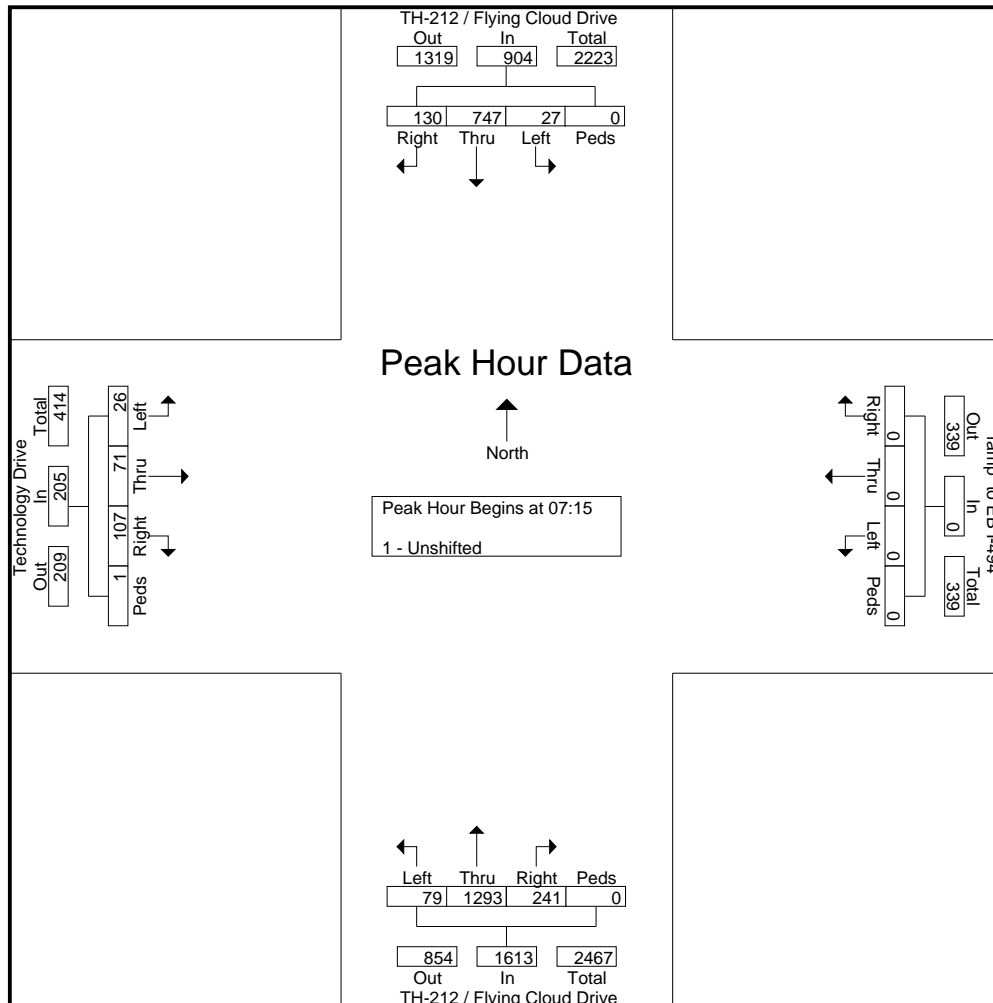 TH-212 / Flying Cloud Drive
Out In Total
1319 904 2223
130 747 27 0
Right Thru Left Peds
Peak Hour Data
North
Peak Hour Begins at 07:15
1 - Unshifted
Technology Drive
Out In Total
209 205 414
1 107 71 26
Peds Right Thru Left
Right Thru Left Peds
0 0 0 0
339 0 339
Out In Total
ramp to EB I-494
Left Thru Right Peds
79 1293 241 0
854 1613 2467
Out In Total
TH-212 / Flying Cloud Drive